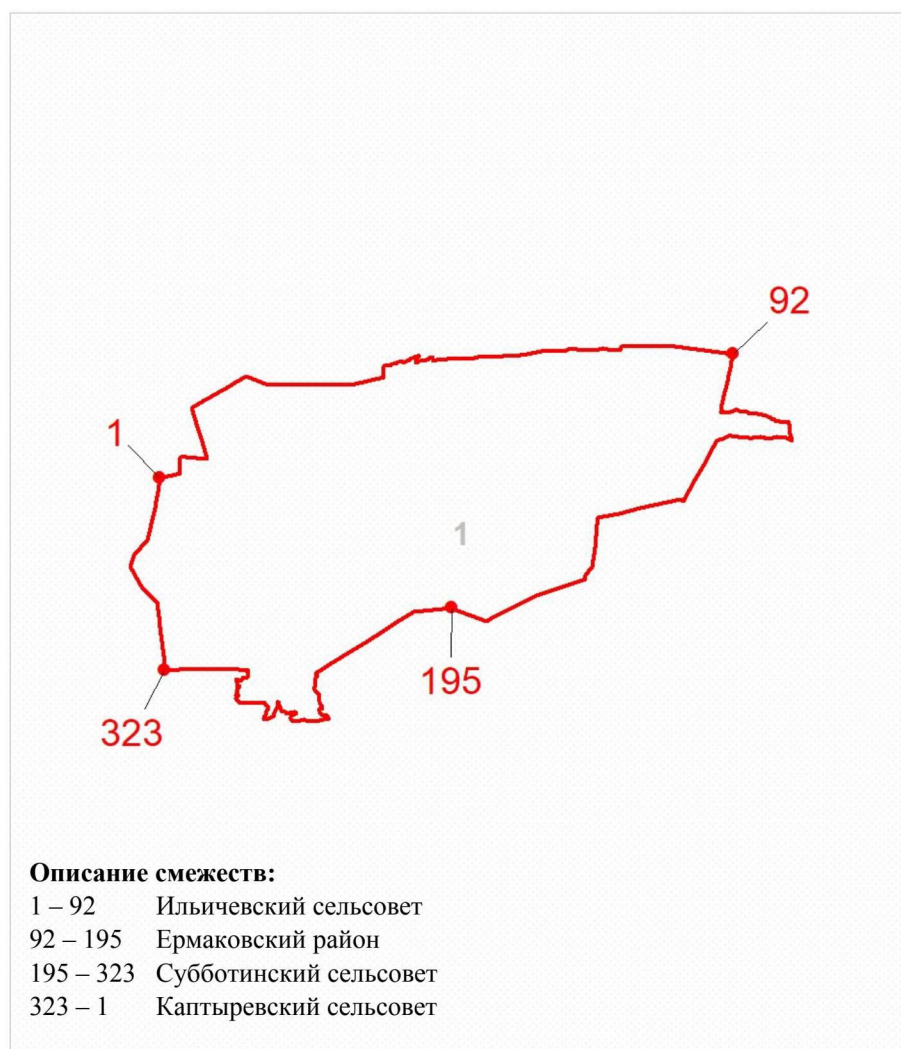 92
1
1
195
323
Описание смежеств:
1 – 92 Ильичевский сельсовет
92 – 195 Ермаковский район
195 – 323 Субботинский сельсовет
323 – 1 Каптыревский сельсовет